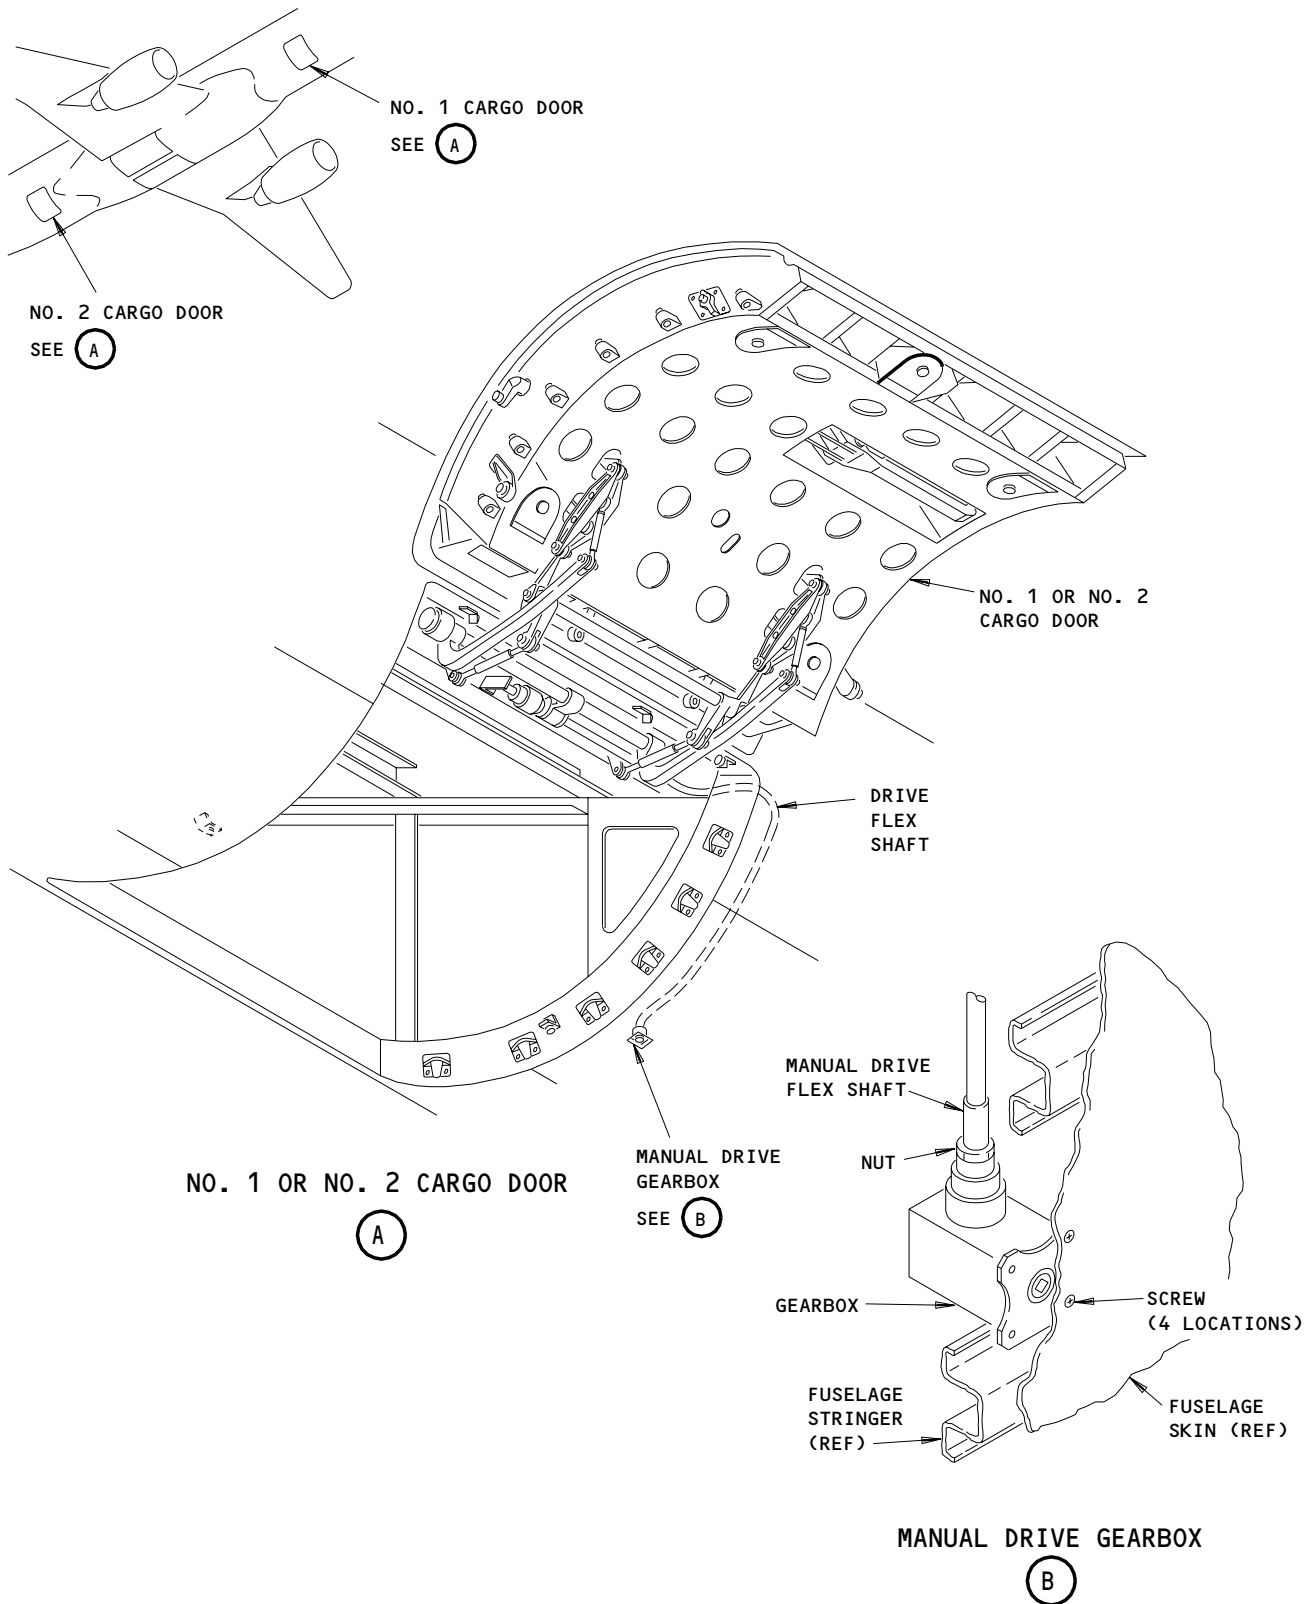 NO. 1 CARGO DOOR
SEE A
NO. 2 CARGO DOOR
SEE A
NO. 1 OR NO. 2
CARGO DOOR
DRIVE
FLEX
SHAFT
MANUAL DRIVE
GEARBOX
SEE B
NO. 1 OR NO. 2 CARGO DOOR
A
MANUAL DRIVE
FLEX SHAFT
NUT
GEARBOX
SCREW
(4 LOCATIONS)
FUSELAGE
STRINGER
(REF)
FUSELAGE
SKIN (REF)
MANUAL DRIVE GEARBOX
B